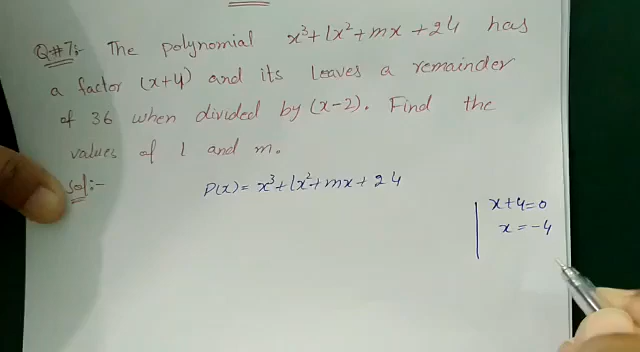 Q#7:- The polynomial x³+lx²+mx+24 has
a factor (x+4) and its leaves a remainder
of 36 when divided by (x-2). Find the
values of l and m.
Sol:-
P(x)= x³+lx²+mx+24
x+4=0
x=-4